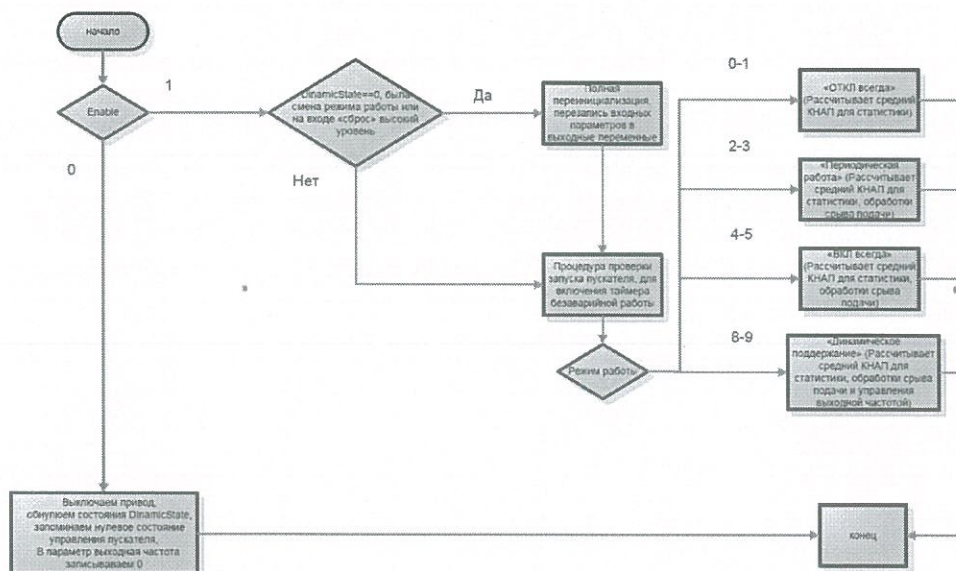 начало
Enable
1
0
DinamicState==0, была
смена режима работы или
на входе «сброс» высокий
уровень
Да
Нет
Полная
переинициализация,
перезапись входных
параметров в
выходные переменные
Процедура проверки
запуска пускателя, для
включения таймера
безаварийной работы
Режим работы
0-1
«ОТКЛ всегда»
(Рассчитывает средний
КНАП для статистики)
2-3
«Периодическая
работа» (Рассчитывает
средний КНАП для
статистики, обработки
срыва подачи)
4-5
«ВКЛ всегда»
(Рассчитывает средний
КНАП для статистики,
обработки срыва
подачи)
8-9
«Динамическое
поддержание» (Рассчитывает
средний КНАП для
статистики, обработки срыва
подачи и управления
выходной частотой)
Выключаем привод,
обнулюем состояния DinamicState,
запоминаем нулевое состояние
управления пускателя,
В параметр выходная частота
записываваем 0
конец